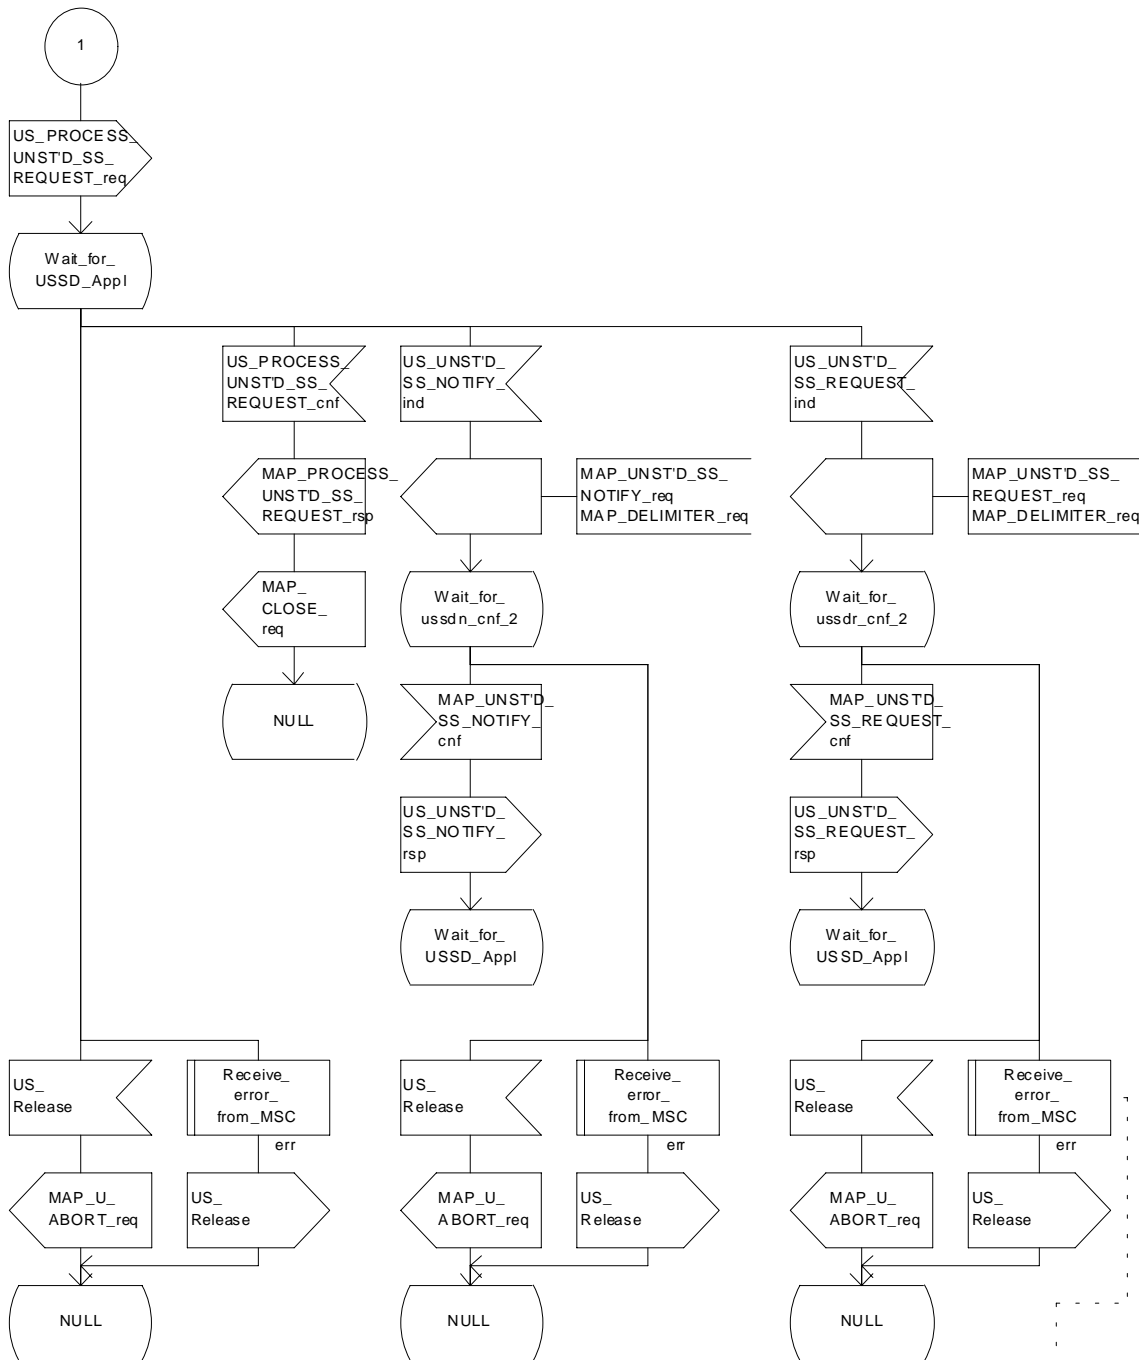 1
US_PROCESS_
UNST'D_SS_
REQUEST_req
Wait_for_
USSD_Appl
US_PROCESS_
UNST'D_SS_
REQUEST_cnf
US_UNST'D_
SS_NOTIFY_
ind
US_UNST'D_
SS_REQUEST_
ind
MAP_PROCESS_
UNST'D_SS_
REQUEST_rsp
MAP_UNST'D_SS_
NOTIFY_req
MAP_DELIMITER_req
MAP_UNST'D_SS_
REQUEST_req
MAP_DELIMITER_req
MAP_
CLOSE_
req
Wait_for_
ussdn_cnf_2
Wait_for_
ussdr_cnf_2
NULL
MAP_UNST'D_
SS_NOTIFY_
cnf
MAP_UNST'D_
SS_REQUEST_
cnf
US_UNST'D_
SS_NOTIFY_
rsp
US_UNST'D_
SS_REQUEST_
rsp
Wait_for_
USSD_Appl
Wait_for_
USSD_Appl
US_
Release
Receive_
error_
from_MSC
err
US_
Release
Receive_
error_
from_MSC
err
US_
Release
Receive_
error_
from_MSC
err
MAP_U_
ABORT_req
US_
Release
MAP_U_
ABORT_req
US_
Release
MAP_U_
ABORT_req
US_
Release
NULL
NULL
NULL